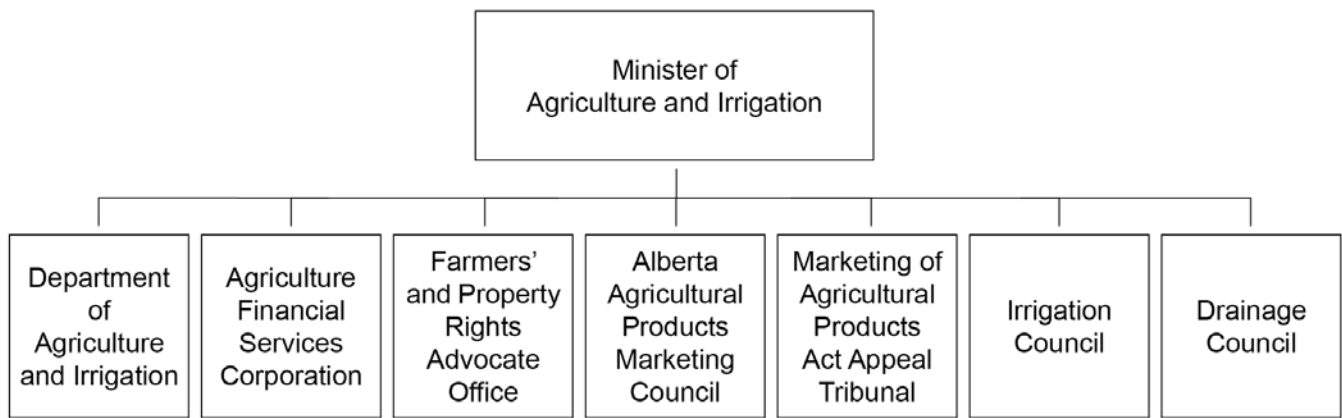 Minister of
Agriculture and Irrigation
Department
of
Agriculture
and Irrigation
Agriculture
Financial
Services
Corporation
Farmers’
and Property
Rights
Advocate
Office
Alberta
Agricultural
Products
Marketing
Council
Marketing of
Agricultural
Products
Act Appeal
Tribunal
Irrigation
Council
Drainage
Council